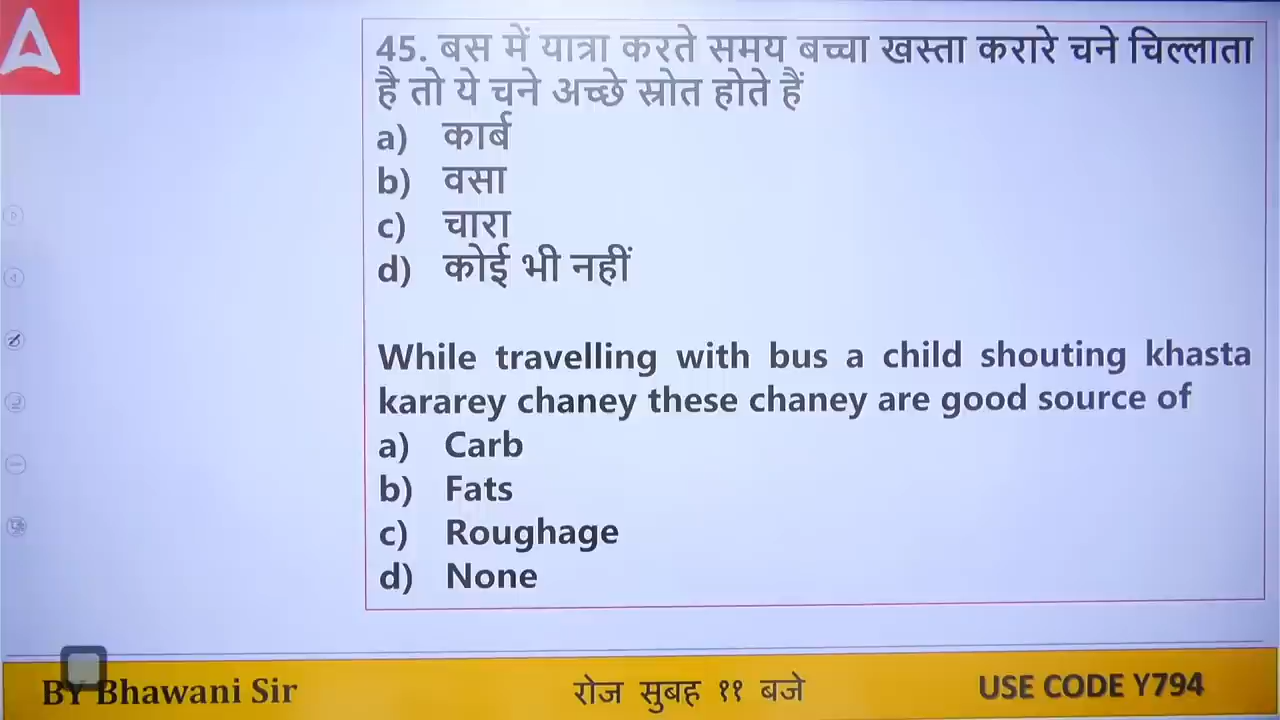 45. बस में यात्रा करते समय बच्चा खस्ता करारे चने चिल्लाता
है तो ये चने अच्छे स्रोत होते हैं
a) कार्ब
b) वसा
c) चारा
d) कोई भी नहीं
While travelling with bus a child shouting khasta
kararey chaney these chaney are good source of
a) Carb
b) Fats
c) Roughage
d) None
BY Bhawani Sir
रोज सुबह ११ बजे
USE CODE Y794